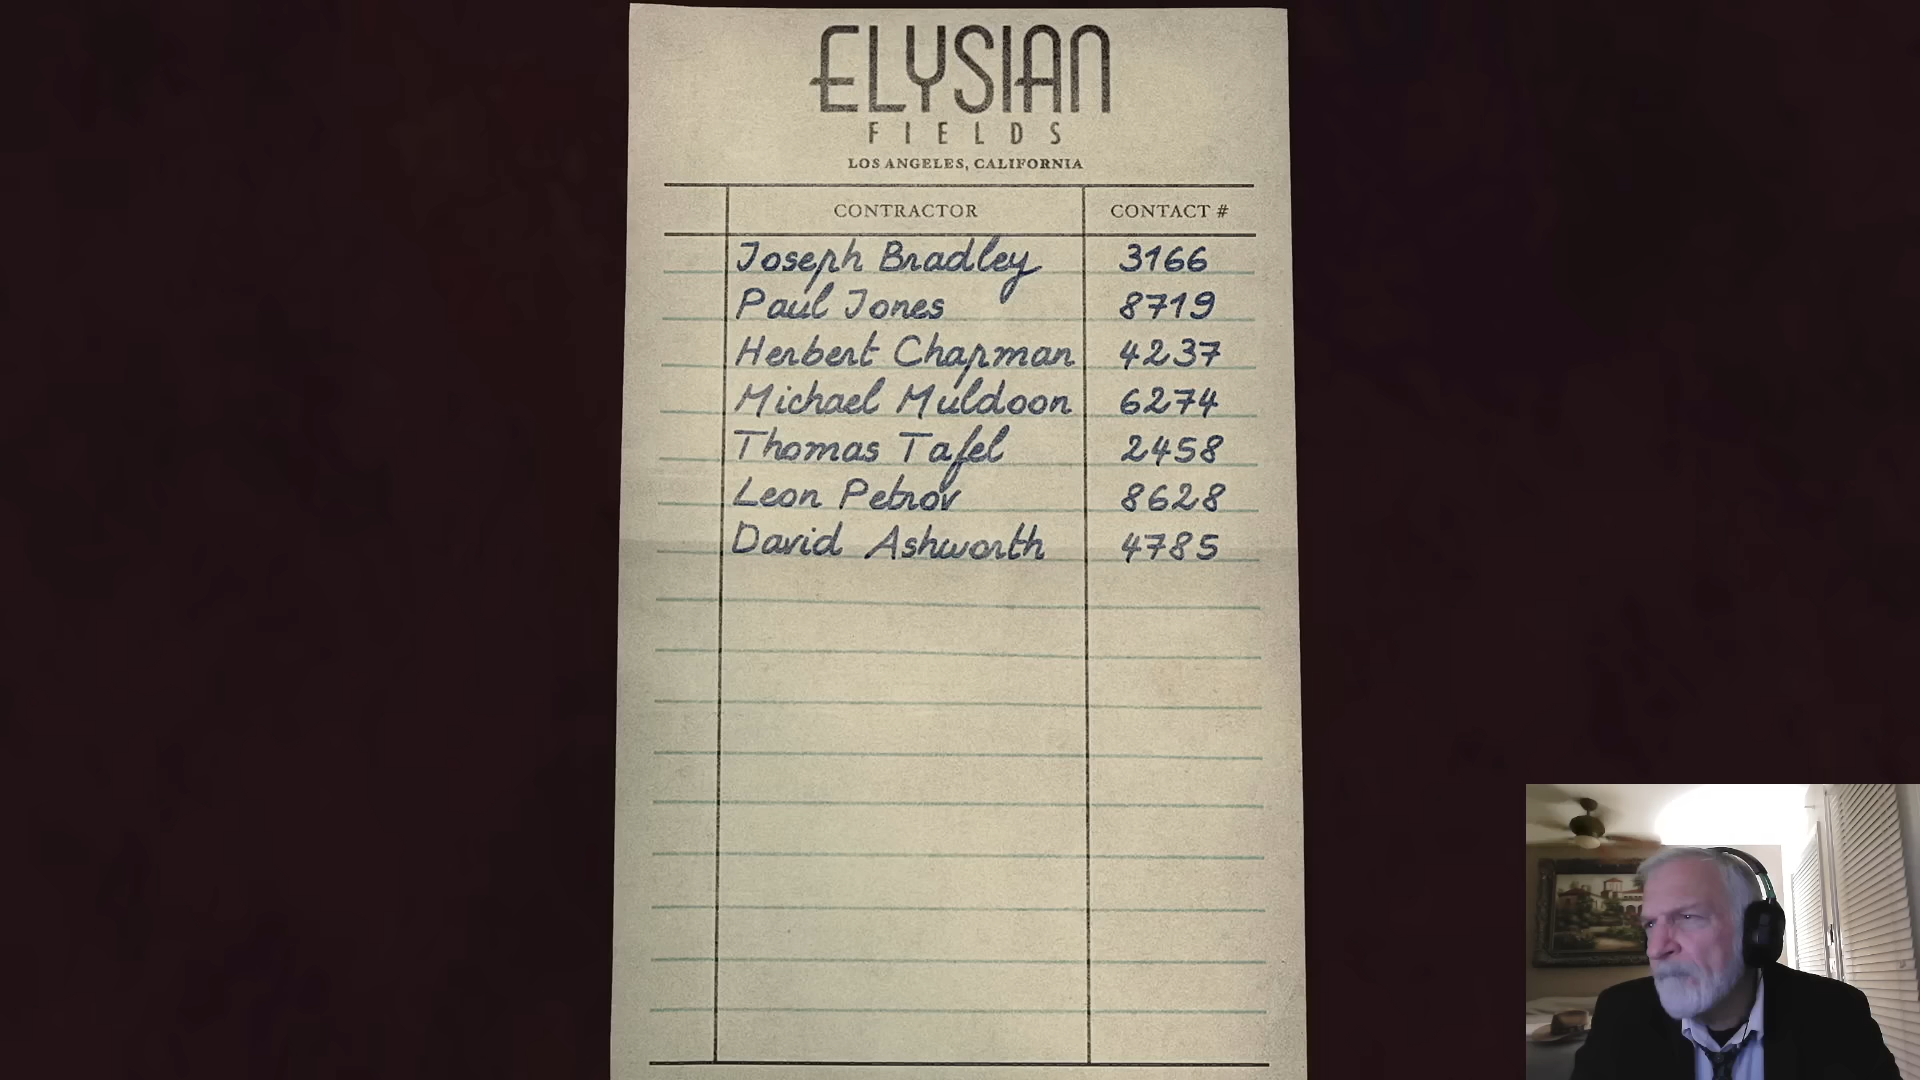 ELYSIAN
FIELDS
LOS ANGELES, CALIFORNIA
CONTRACTOR CONTACT #
Joseph Bradley 3166
Paul Jones 8719
Herbert Chapman 4237
Michael Muldoon 6274
Thomas Tafel 2458
Leon Petrov 8628
David Ashworth 4785